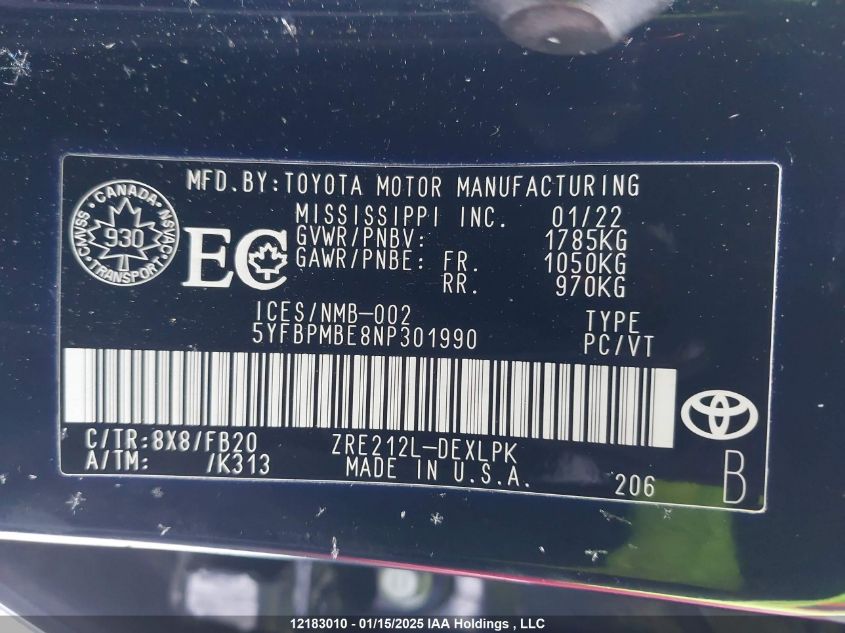 MFD.BY:TOYOTA MOTOR MANUFACTURING
MISSISSIPPI INC. 01/22
GVWR/PNBV: 1785KG
GAWR/PNBE: FR. 1050KG
RR. 970KG
CANADA
CMVSS
NSVAC
930
TRANSPORT
EC
ICES/NMB-002
5YFBPMBE8NP301990
TYPE
PC/VT
C/TR:8X8/FB20
A/TM: /K313
ZRE212L-DEXLPK
MADE IN U.S.A.
206
B
12183010 - 01/15/2025 IAA Holdings , LLC